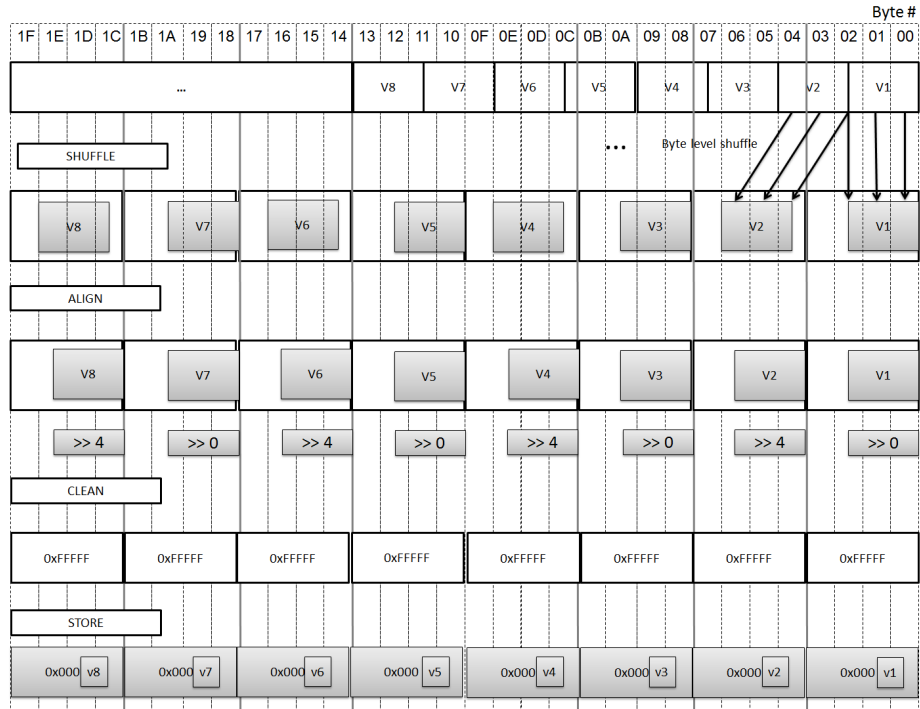 Byte #
1F 1E 1D 1C 1B 1A 19 18 17 16 15 14 13 12 11 10 0F 0E 0D 0C 0B 0A 09 08 07 06 05 04 03 02 01 00
... V8 V7 V6 V5 V4 V3 V2 V1
... Byte level shuffle
SHUFFLE
V8 V7 V6 V5 V4 V3 V2 V1
ALIGN
V8 V7 V6 V5 V4 V3 V2 V1
>> 4 >> 0 >> 4 >> 0 >> 4 >> 0 >> 4 >> 0
CLEAN
0xFFFFF 0xFFFFF 0xFFFFF 0xFFFFF 0xFFFFF 0xFFFFF 0xFFFFF 0xFFFFF
STORE
0x000 v8 0x000 v7 0x000 v6 0x000 v5 0x000 v4 0x000 v3 0x000 v2 0x000 v1